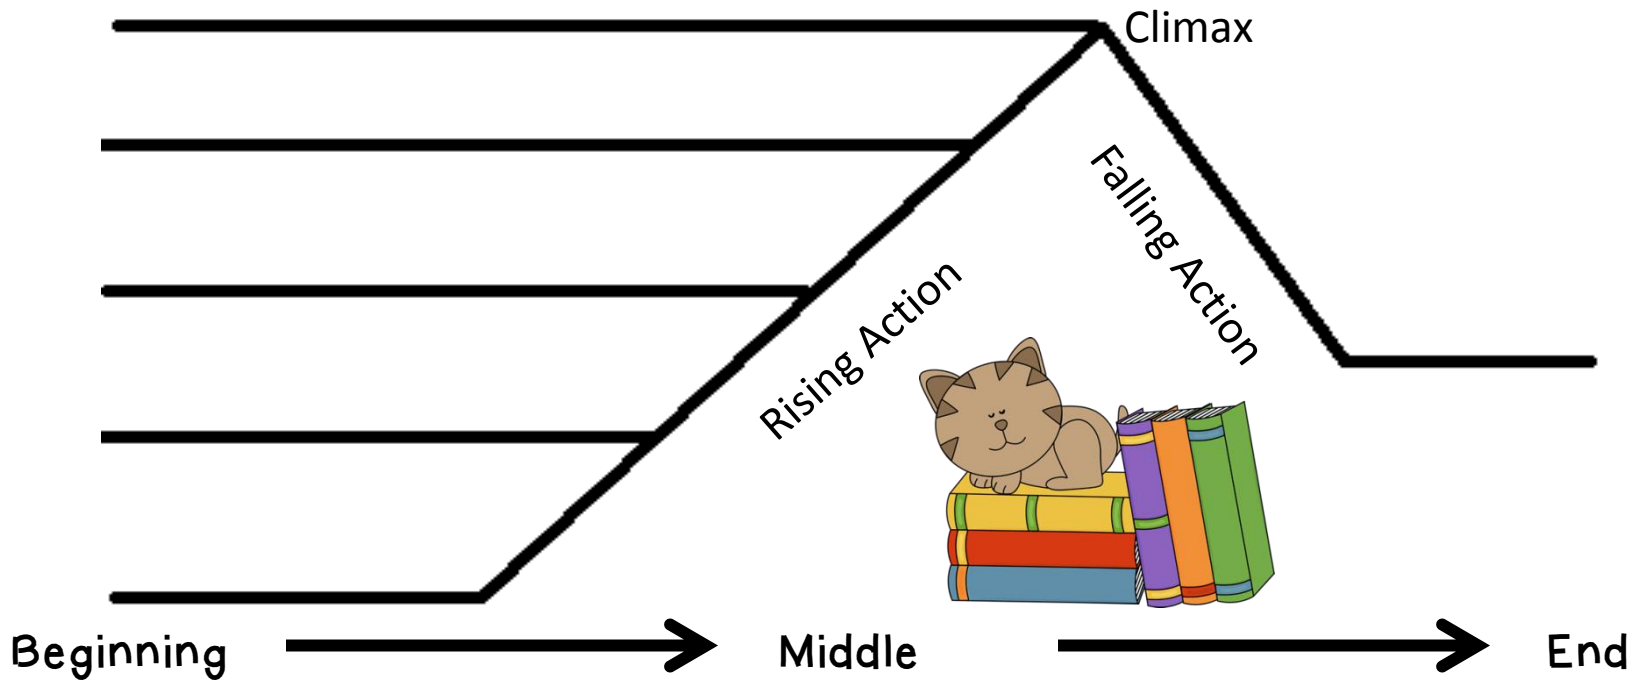 Climax
Falling Action
Rising Action
Beginning
Middle
End